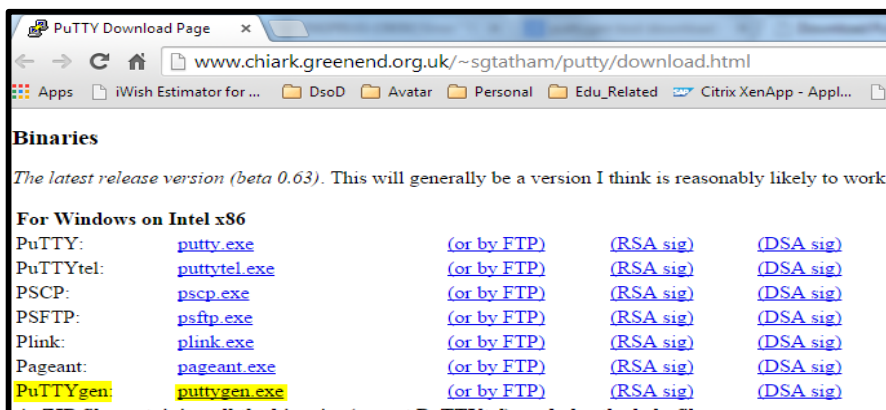 PuTTY Download Page ×
www.chiark.greenend.org.uk/~sgtatham/putty/download.html
Apps iWish Estimator for ... DsoD Avatar Personal Edu_Related Citrix XenApp - Appl...
Binaries
The latest release version (beta 0.63). This will generally be a version I think is reasonably likely to work
For Windows on Intel x86
PuTTY: putty.exe (or by FTP) (RSA sig) (DSA sig)
PuTTYtel: puttytel.exe (or by FTP) (RSA sig) (DSA sig)
PSCP: pscp.exe (or by FTP) (RSA sig) (DSA sig)
PSFTP: psftp.exe (or by FTP) (RSA sig) (DSA sig)
Plink: plink.exe (or by FTP) (RSA sig) (DSA sig)
Pageant: pageant.exe (or by FTP) (RSA sig) (DSA sig)
PuTTYgen: puttygen.exe (or by FTP) (RSA sig) (DSA sig)